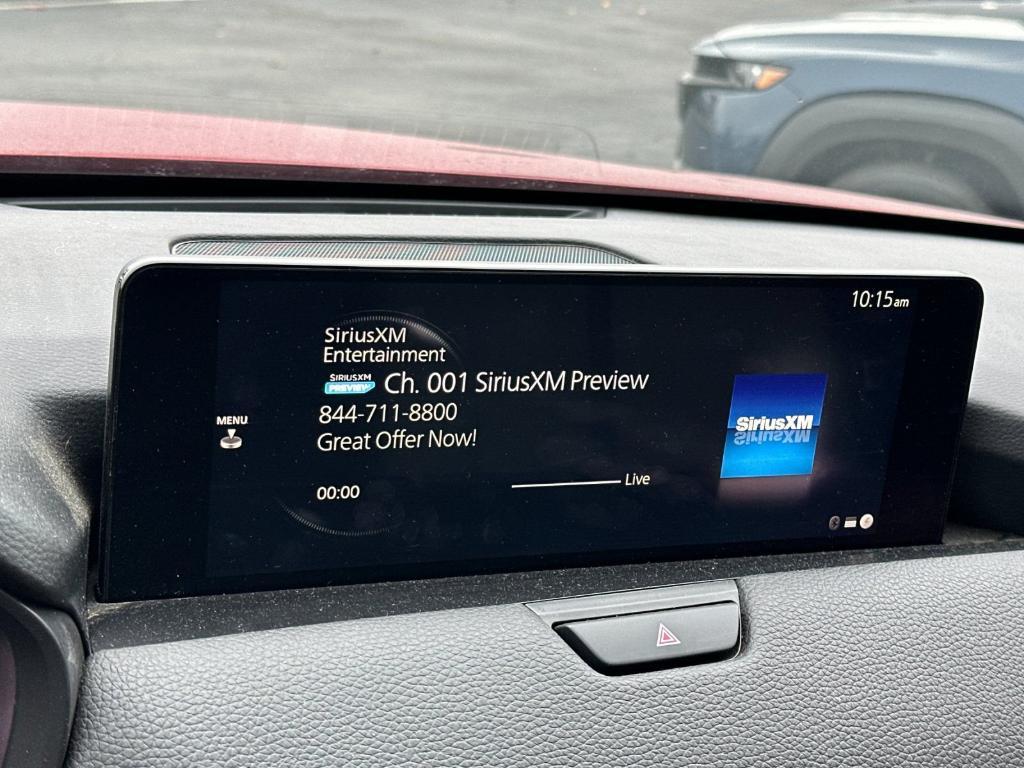 10:15am
SiriusXM
Entertainment
SIRIUSXM
PREVIEW
Ch. 001 SiriusXM Preview
844-711-8800
Great Offer Now!
MENU
SiriusXM
00:00
Live